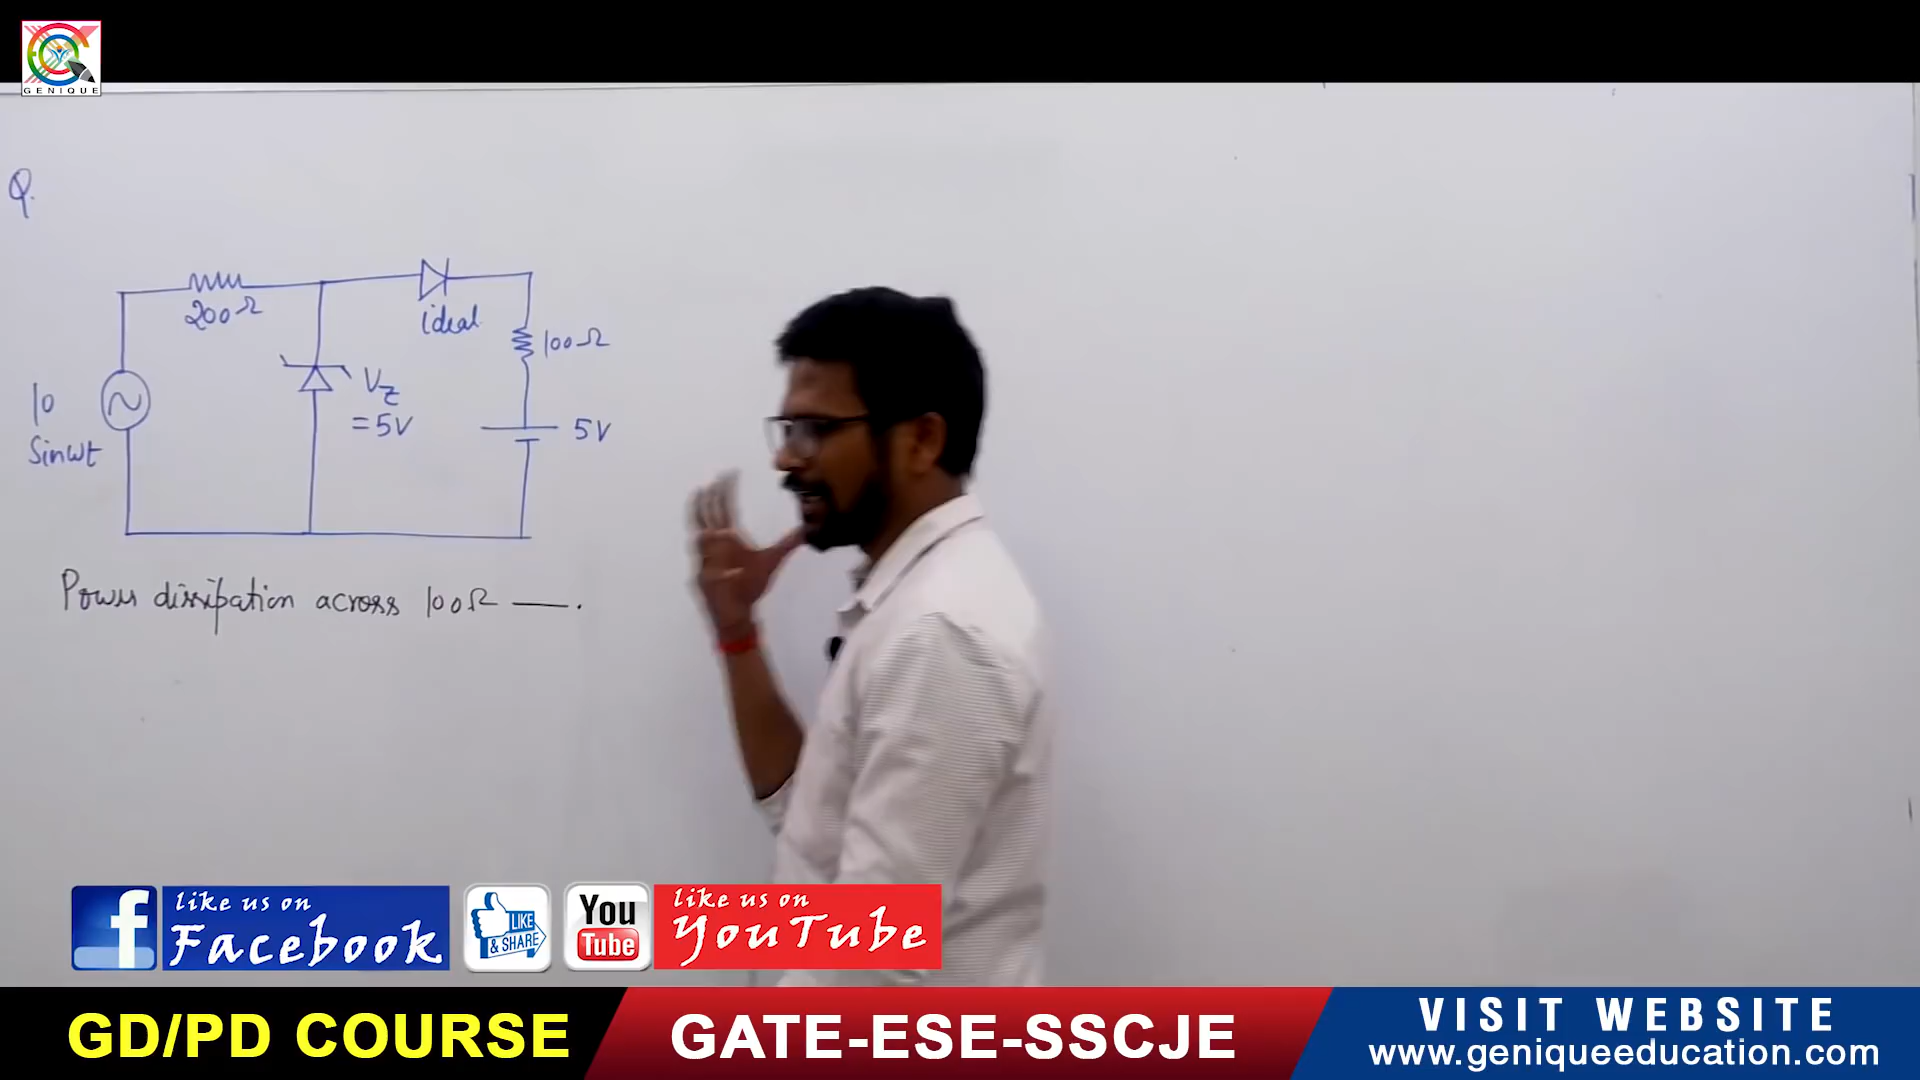 GENIQUE
Q.
200Ω
ideal
100Ω
10
Sinωt
Vz
=5V
5V
Power dissipation across 100Ω ——.
like us on
Facebook
LIKE
& SHARE
You
Tube
like us on
YouTube
GD/PD COURSE
GATE-ESE-SSCJE
VISIT WEBSITE
www.geniqueeducation.com